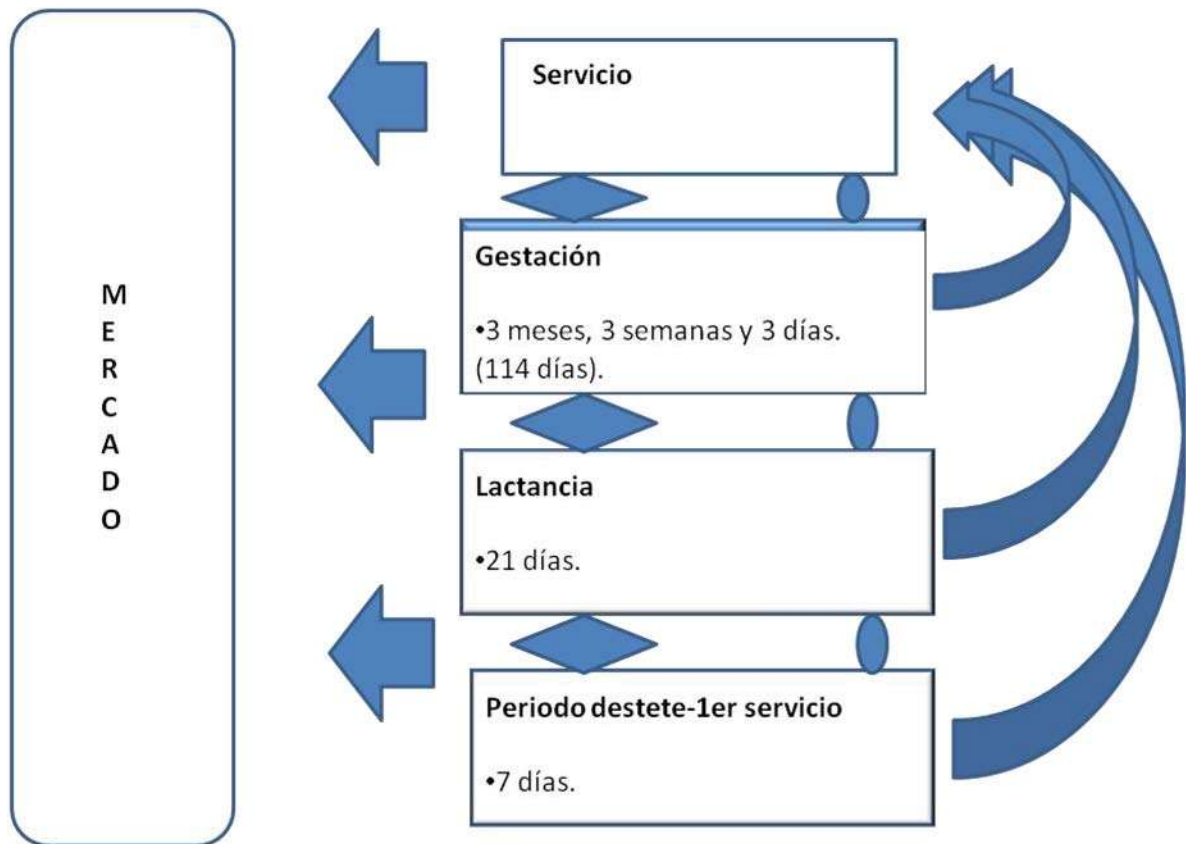 M
E
R
C
A
D
O
Servicio
Gestación
•3 meses, 3 semanas y 3 días.
(114 días).
Lactancia
•21 días.
Periodo destete-1er servicio
•7 días.